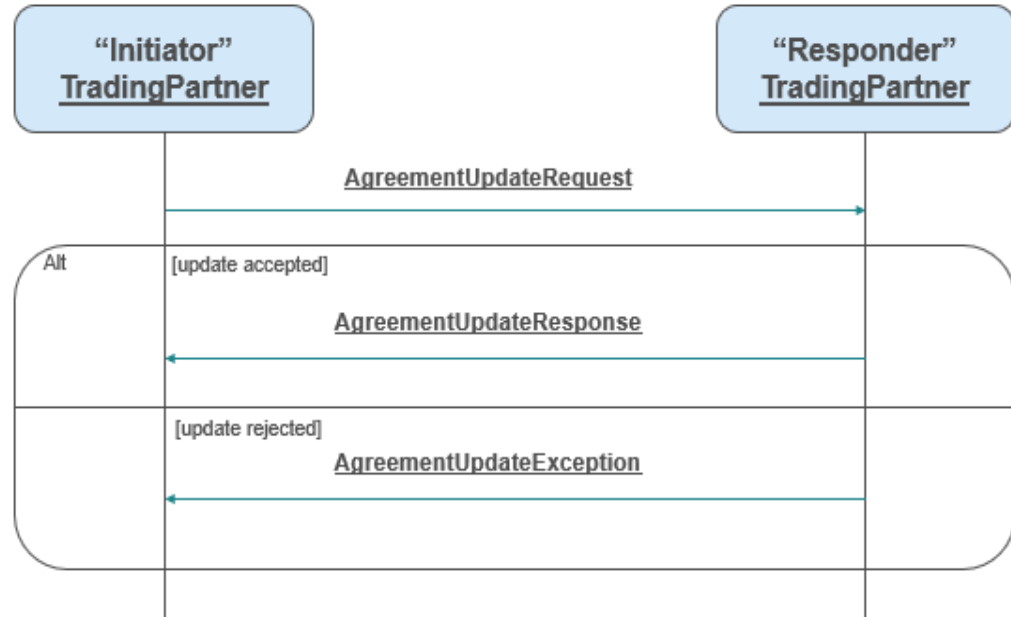 “Initiator”
TradingPartner
“Responder”
TradingPartner
AgreementUpdateRequest
Alt
[update accepted]
AgreementUpdateResponse
[update rejected]
AgreementUpdateException